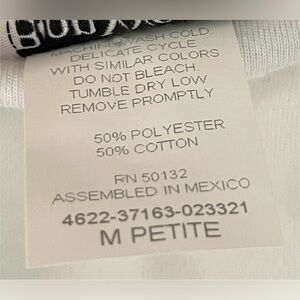 MACHINE WASH COLD.
DELICATE CYCLE
WITH SIMILAR COLORS
DO NOT BLEACH.
TUMBLE DRY LOW
REMOVE PROMPTLY
50% POLYESTER
50% COTTON
RN 50132
ASSEMBLED IN MEXICO
4622-37163-023321
M PETITE